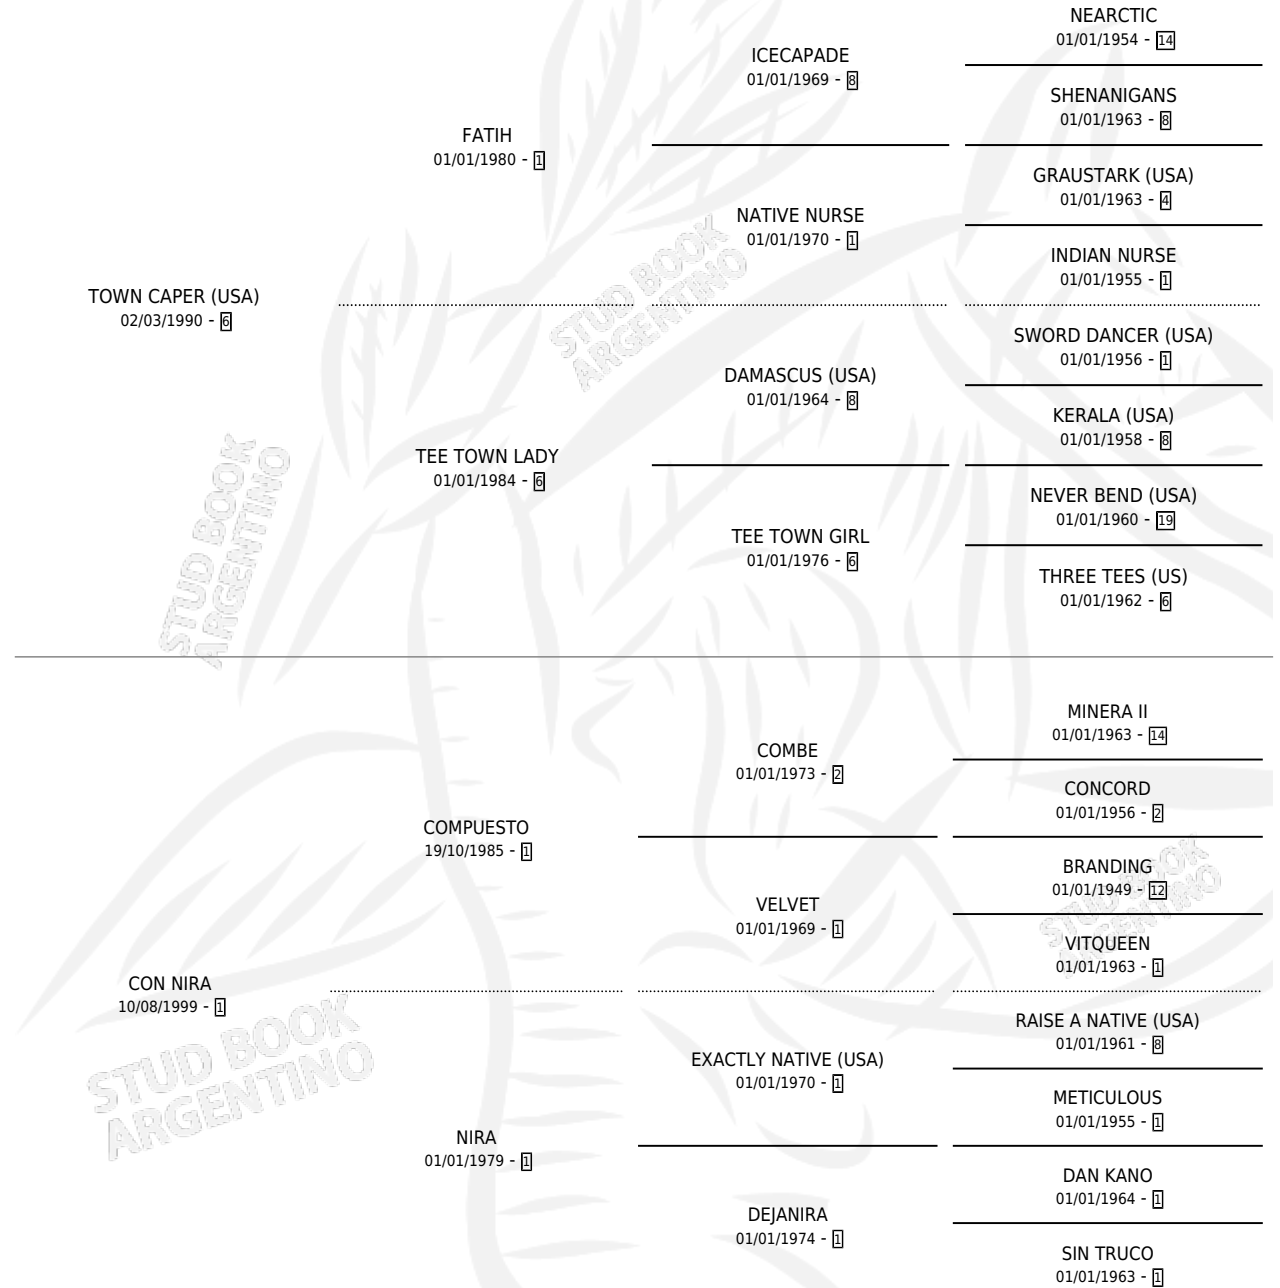 NEARCTIC
01/01/1954 - 14
ICECAPADE
01/01/1969 - 8
SHENANIGANS
01/01/1963 - 8
FATIH
01/01/1980 - 1
GRAUSTARK (USA)
01/01/1963 - 4
NATIVE NURSE
01/01/1970 - 1
INDIAN NURSE
01/01/1955 - 1
TOWN CAPER (USA)
02/03/1990 - 6
STUD BOOK
ARGENTINO
SWORD DANCER (USA)
01/01/1956 - 1
DAMASCUS (USA)
01/01/1964 - 8
KERALA (USA)
01/01/1958 - 8
TEE TOWN LADY
01/01/1984 - 6
NEVER BEND (USA)
01/01/1960 - 19
TEE TOWN GIRL
01/01/1976 - 6
THREE TEES (US)
01/01/1962 - 6
STUD BOOK
ARGENTINO
MINERA II
01/01/1963 - 14
COMBE
01/01/1973 - 2
CONCORD
01/01/1956 - 2
COMPUESTO
19/10/1985 - 1
BRANDING
01/01/1949 - 12
VELVET
01/01/1969 - 1
STUD BOOK
ARGENTINO
VITQUEEN
01/01/1963 - 1
CON NIRA
10/08/1999 - 1
RAISE A NATIVE (USA)
01/01/1961 - 8
EXACTLY NATIVE (USA)
01/01/1970 - 1
STUD BOOK
ARGENTINO
METICULOUS
01/01/1955 - 1
NIRA
01/01/1979 - 1
DAN KANO
01/01/1964 - 1
DEJANIRA
01/01/1974 - 1
SIN TRUCO
01/01/1963 - 1